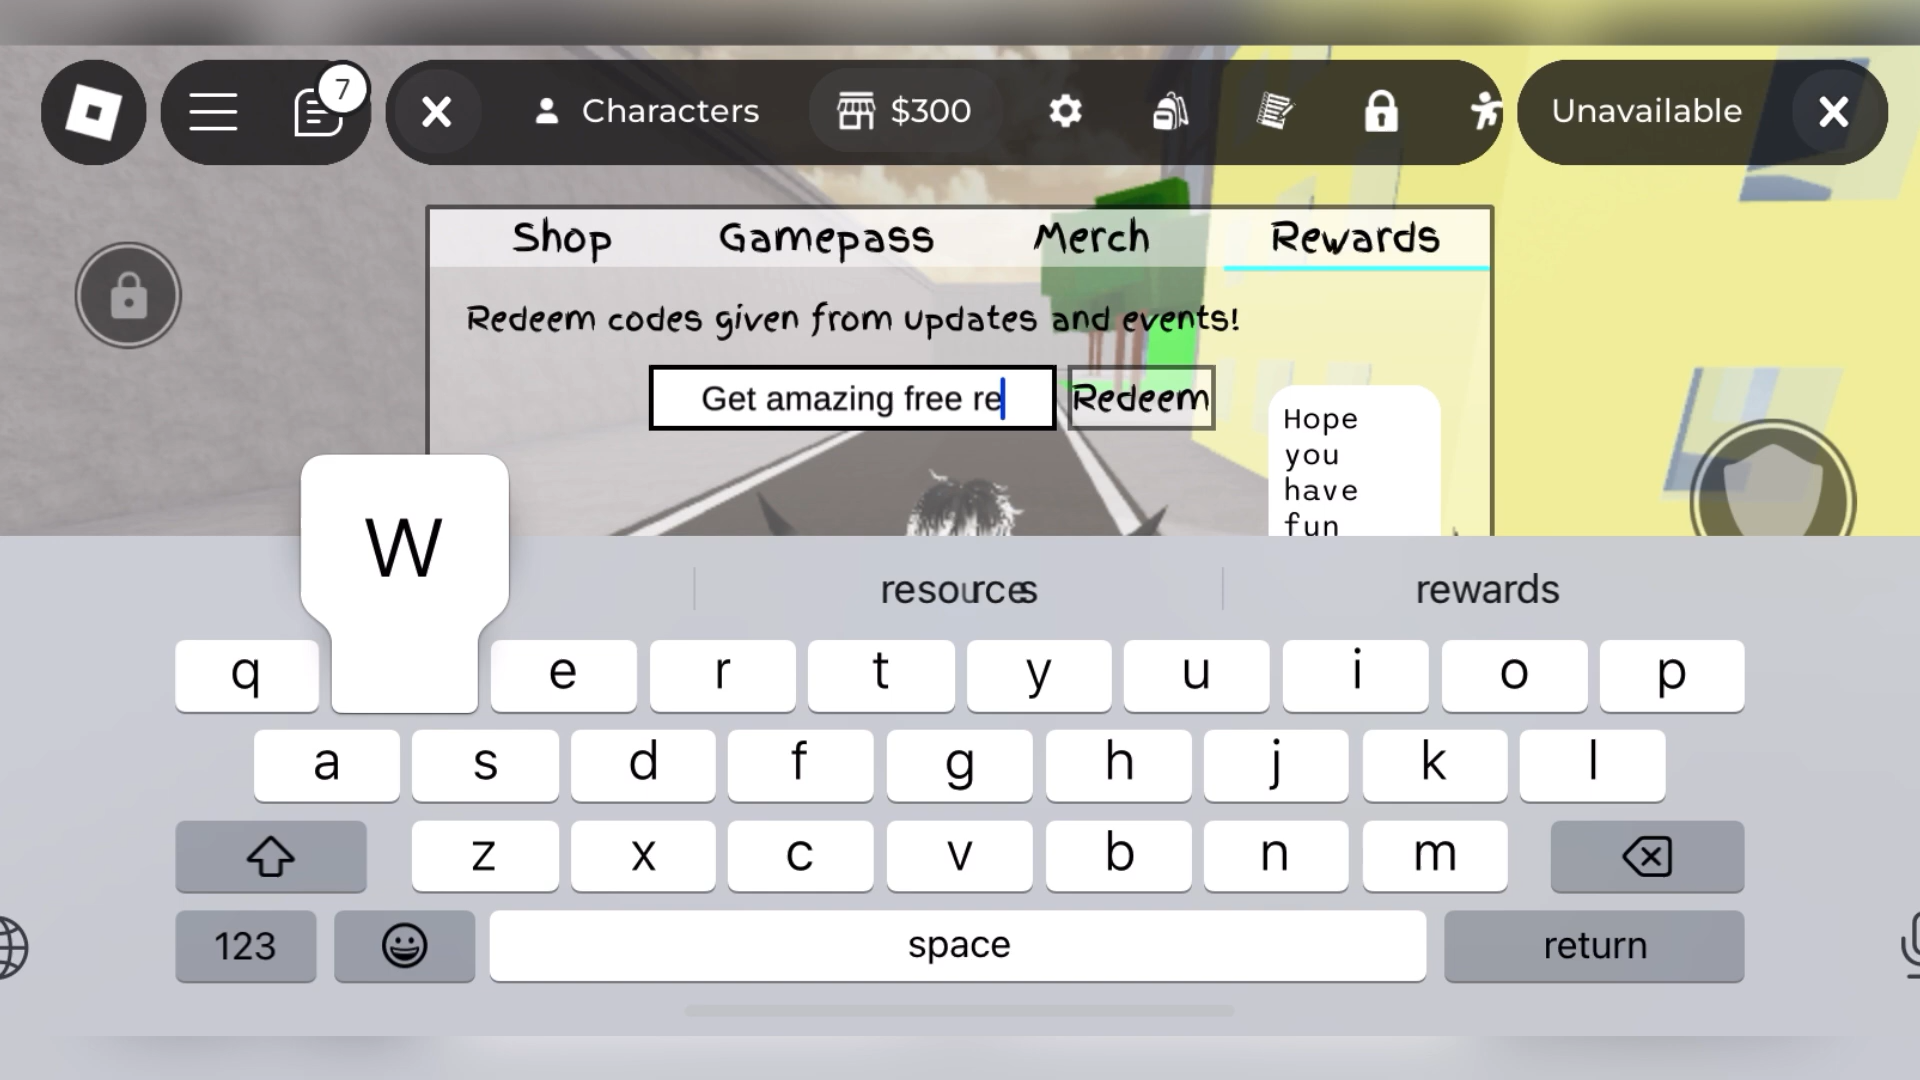 7
Characters
$300
Unavailable
Shop Gamepass Merch Rewards
Redeem codes given from updates and events!
Get amazing free re
Redeem
Hope
you
have
fun
W
resources
rewards
q e r t y u i o p
a s d f g h j k l
z x c v b n m
123 space return